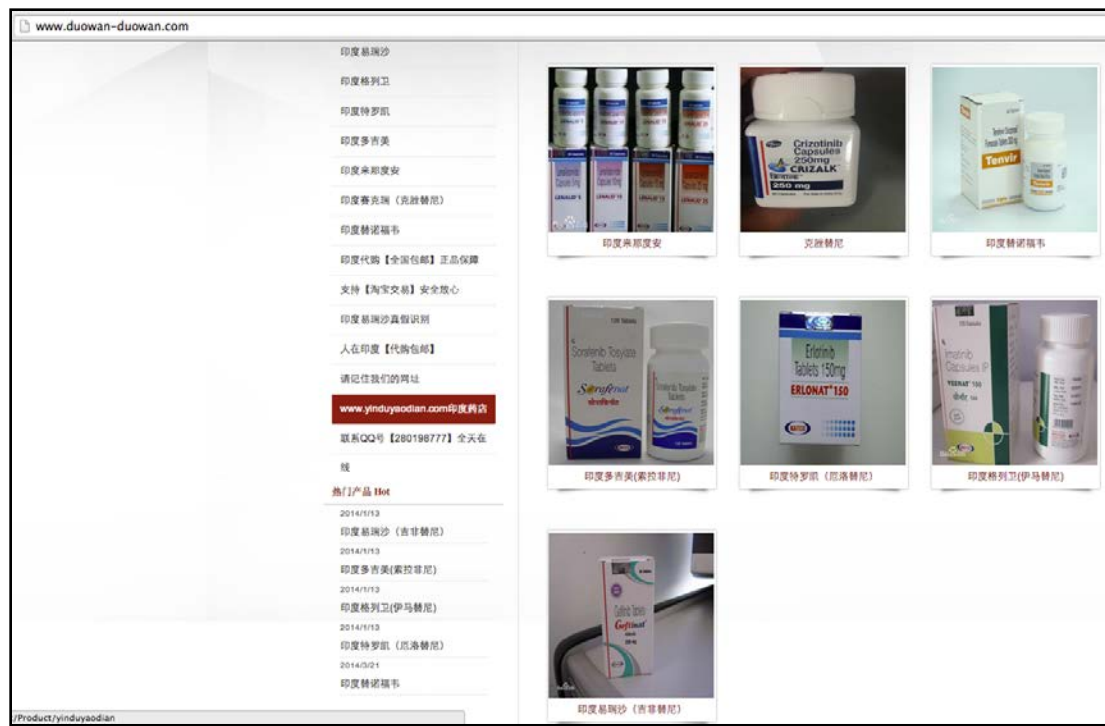 www.duowan-duowan.com
印度易瑞沙
印度格列卫
印度特罗凯
印度多吉美
印度来那度安
印度赛克瑞（克脞替尼）
印度替诺福韦
印度代购【全国包邮】正品保障
支持【淘宝交易】安全放心
印度易瑞沙真假识别
人在印度【代购包邮】
请记住我们的网址
www.yinduyaodian.com印度药店
联系QQ号【280198777】全天在
线
热门产品 Hot
2014/1/13
印度易瑞沙（吉非替尼）
2014/1/13
印度多吉美(索拉非尼)
2014/1/13
印度格列卫(伊马替尼)
2014/1/13
印度特罗凯（厄洛替尼）
2014/3/21
印度替诺福韦
LENALID 5
Crizotinib
Capsules
250mg
CRIZALK
250 mg
Tenvir
印度来那度安
克脞替尼
印度替诺福韦
Sorafenib Tosylate
Tablets
Sorafenat
Erlotinib
Tablets 150mg
ERLONAT 150
NATCO
Imatinib
Capsules IP
VEENAT 100
印度多吉美(索拉非尼)
印度特罗凯（厄洛替尼）
印度格列卫(伊马替尼)
Gefitinib Tablets
Geftinat
印度易瑞沙（吉非替尼）
/Product/yinduyaodian